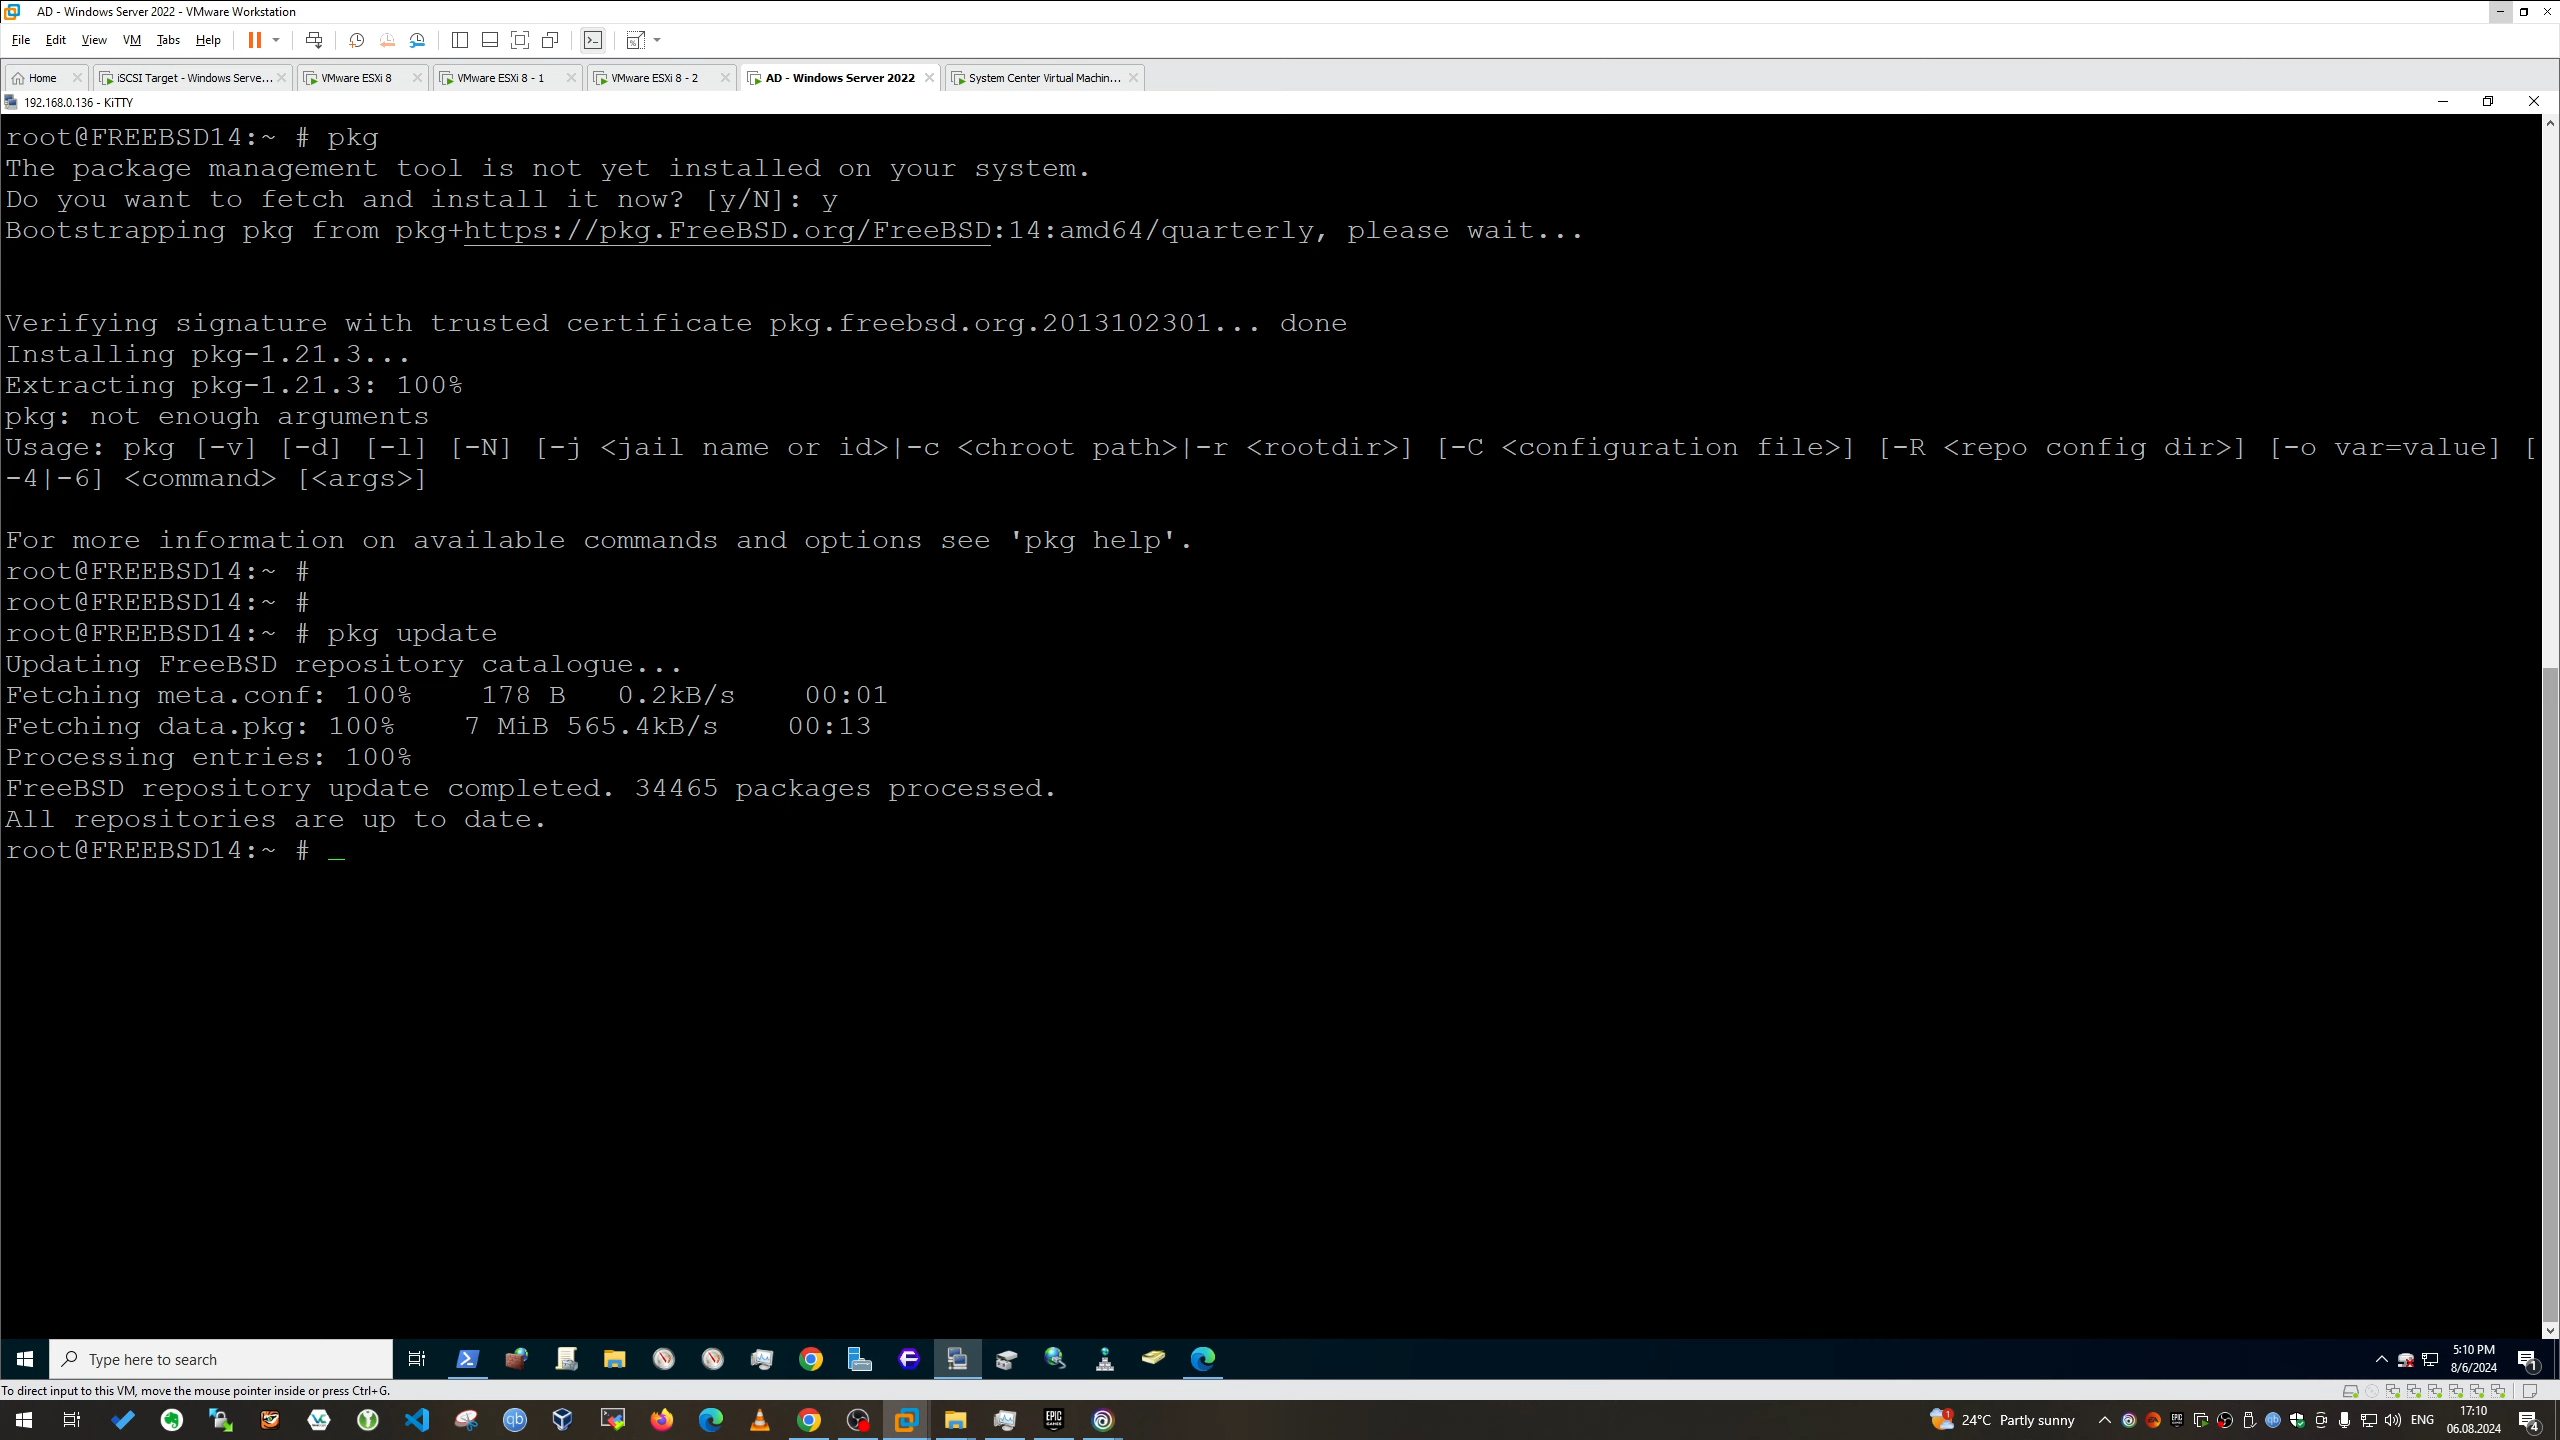 AD - Windows Server 2022 - VMware Workstation
File Edit View VM Tabs Help
Home iSCSI Target - Windows Serve... VMware ESXi 8 VMware ESXi 8 - 1 VMware ESXi 8 - 2 AD - Windows Server 2022 System Center Virtual Machin...
192.168.0.136 - KiTTY
root@FREEBSD14:~ # pkg
The package management tool is not yet installed on your system.
Do you want to fetch and install it now? [y/N]: y
Bootstrapping pkg from pkg+https://pkg.FreeBSD.org/FreeBSD:14:amd64/quarterly, please wait...
Verifying signature with trusted certificate pkg.freebsd.org.2013102301... done
Installing pkg-1.21.3...
Extracting pkg-1.21.3: 100%
pkg: not enough arguments
Usage: pkg [-v] [-d] [-l] [-N] [-j <jail name or id>|-c <chroot path>|-r <rootdir>] [-C <configuration file>] [-R <repo config dir>] [-o var=value] [
-4|-6] <command> [<args>]
For more information on available commands and options see 'pkg help'.
root@FREEBSD14:~ #
root@FREEBSD14:~ #
root@FREEBSD14:~ # pkg update
Updating FreeBSD repository catalogue...
Fetching meta.conf: 100% 178 B 0.2kB/s 00:01
Fetching data.pkg: 100% 7 MiB 565.4kB/s 00:13
Processing entries: 100%
FreeBSD repository update completed. 34465 packages processed.
All repositories are up to date.
root@FREEBSD14:~ # _
Type here to search
5:10 PM
8/6/2024
1
To direct input to this VM, move the mouse pointer inside or press Ctrl+G.
24°C Partly sunny
ENG
17:10
06.08.2024
4